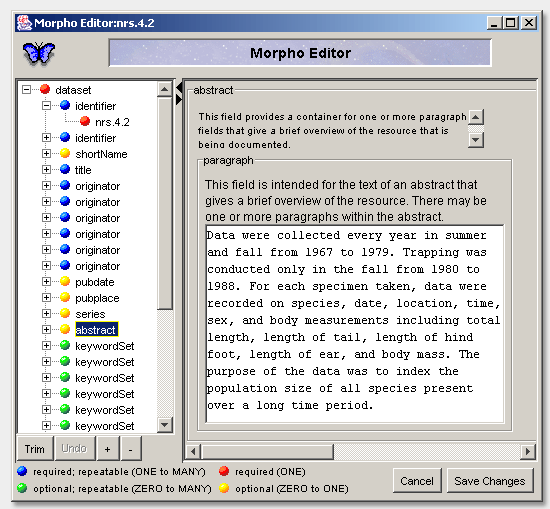 Morpho Editor:nrs.4.2
Morpho Editor
dataset
identifier
nrs.4.2
identifier
shortName
title
originator
originator
originator
originator
originator
pubdate
pubplace
series
abstract
keywordSet
keywordSet
keywordSet
keywordSet
Trim
Undo
+
-
abstract
This field provides a container for one or more paragraph
fields that give a brief overview of the resource that is
being documented.
paragraph
This field is intended for the text of an abstract that
gives a brief overview of the resource. There may be
one or more paragraphs within the abstract.
Data were collected every year in summer
and fall from 1967 to 1979. Trapping was
conducted only in the fall from 1980 to
1988. For each specimen taken, data were
recorded on species, date, location, time,
sex, and body measurements including total
length, length of tail, length of hind
foot, length of ear, and body mass. The
purpose of the data was to index the
population size of all species present
over a long time period.
required; repeatable (ONE to MANY)
required (ONE)
optional; repeatable (ZERO to MANY)
optional (ZERO to ONE)
Cancel
Save Changes